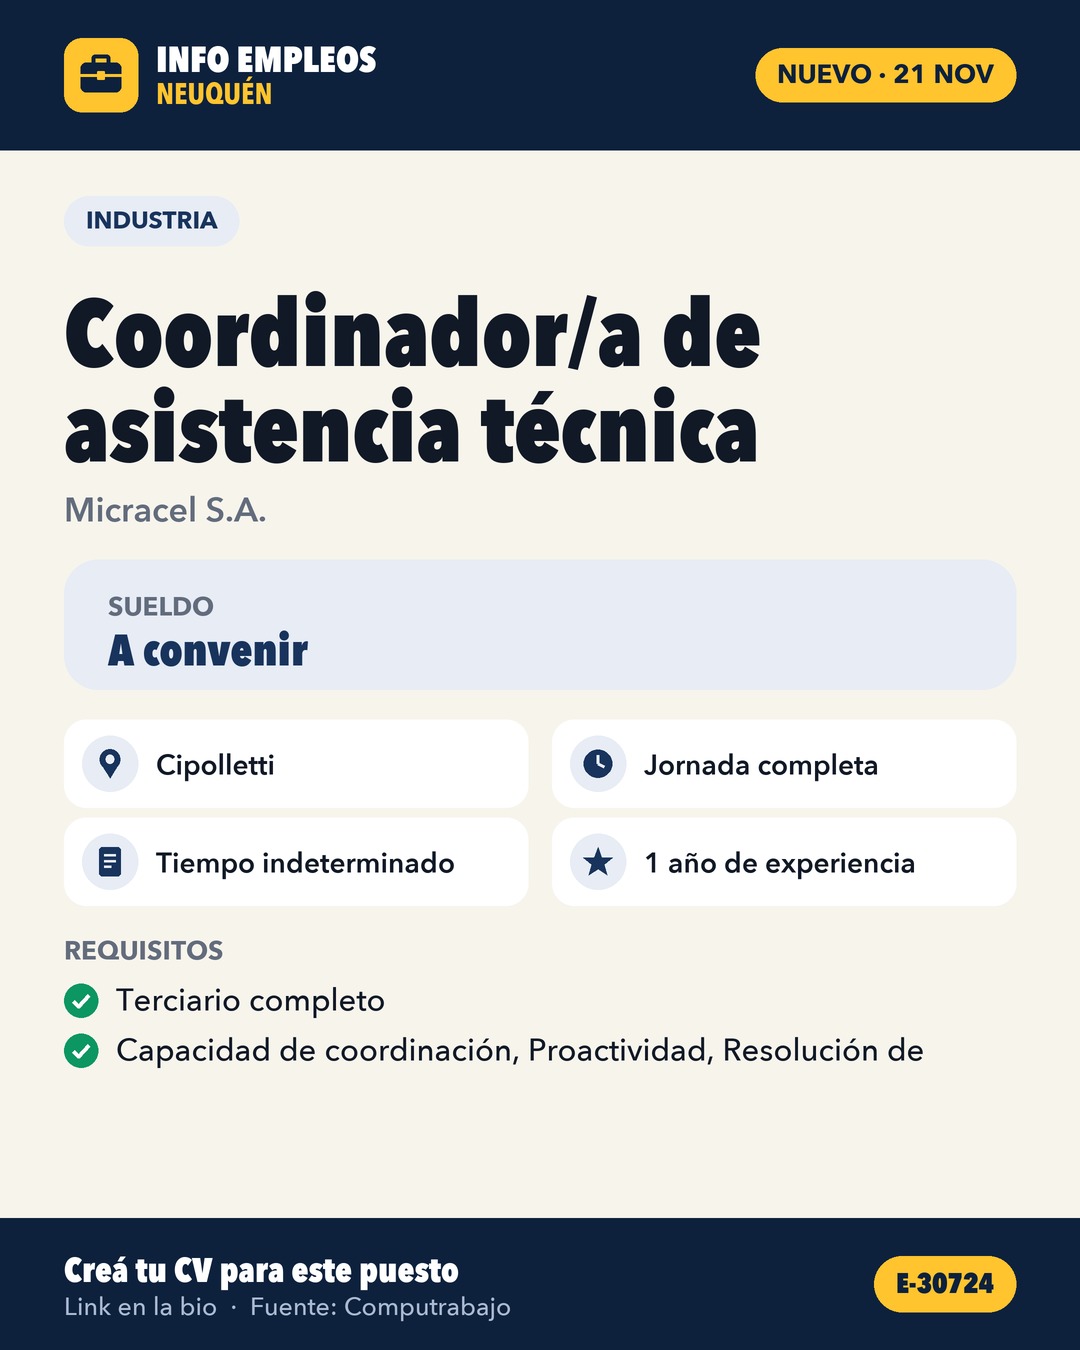 INFO EMPLEOS
NEUQUÉN
NUEVO · 21 NOV
INDUSTRIA
Coordinador/a de
asistencia técnica
Micracel S.A.
SUELDO
A convenir
Cipolletti
Jornada completa
Tiempo indeterminado
1 año de experiencia
REQUISITOS
Terciario completo
Capacidad de coordinación, Proactividad, Resolución de
Creá tu CV para este puesto
Link en la bio · Fuente: Computrabajo
E-30724